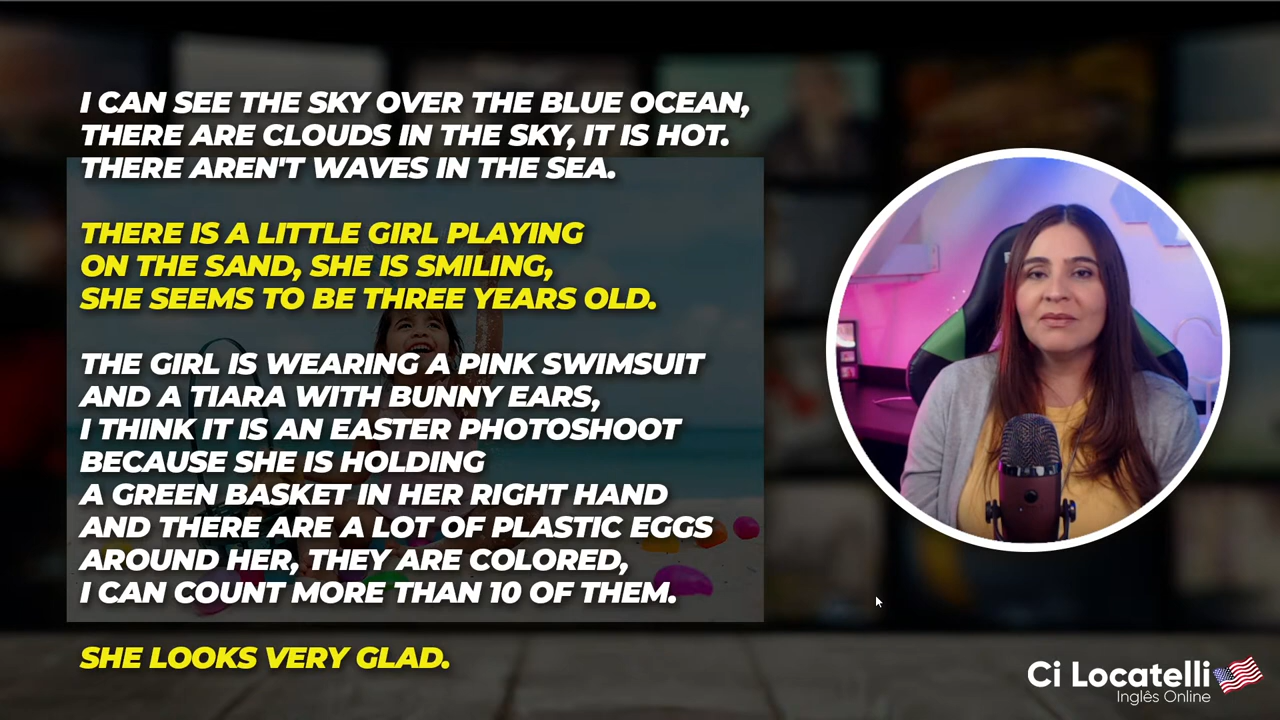 I CAN SEE THE SKY OVER THE BLUE OCEAN,
THERE ARE CLOUDS IN THE SKY, IT IS HOT.
THERE AREN'T WAVES IN THE SEA.
THERE IS A LITTLE GIRL PLAYING
ON THE SAND, SHE IS SMILING,
SHE SEEMS TO BE THREE YEARS OLD.
THE GIRL IS WEARING A PINK SWIMSUIT
AND A TIARA WITH BUNNY EARS,
I THINK IT IS AN EASTER PHOTOSHOOT
BECAUSE SHE IS HOLDING
A GREEN BASKET IN HER RIGHT HAND
AND THERE ARE A LOT OF PLASTIC EGGS
AROUND HER, THEY ARE COLORED,
I CAN COUNT MORE THAN 10 OF THEM.
SHE LOOKS VERY GLAD.
Ci Locatelli
Inglês Online